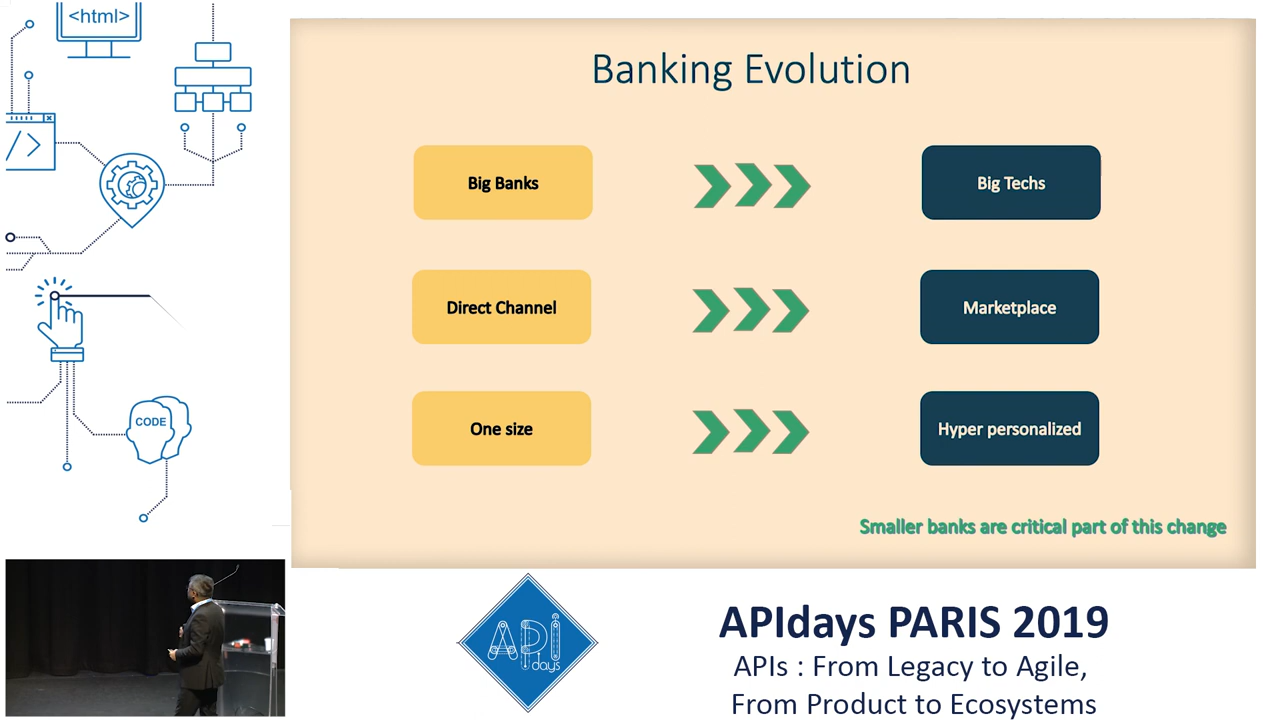 <html>
</>
CODE
Banking Evolution
Big Banks
Big Techs
Direct Channel
Marketplace
One size
Hyper personalized
Smaller banks are critical part of this change
API
days
APIdays PARIS 2019
APIs : From Legacy to Agile,
From Product to Ecosystems